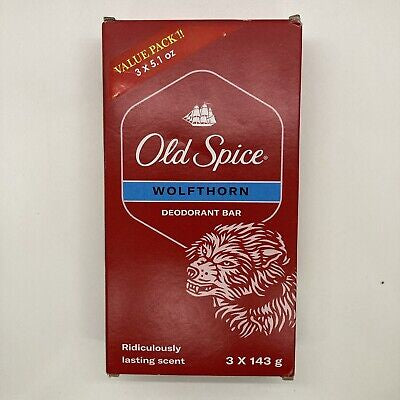 VALUE PACK!!
3 x 5.1 oz
Old Spice®
WOLFTHORN
DEODORANT BAR
Ridiculously
lasting scent
3 X 143 g